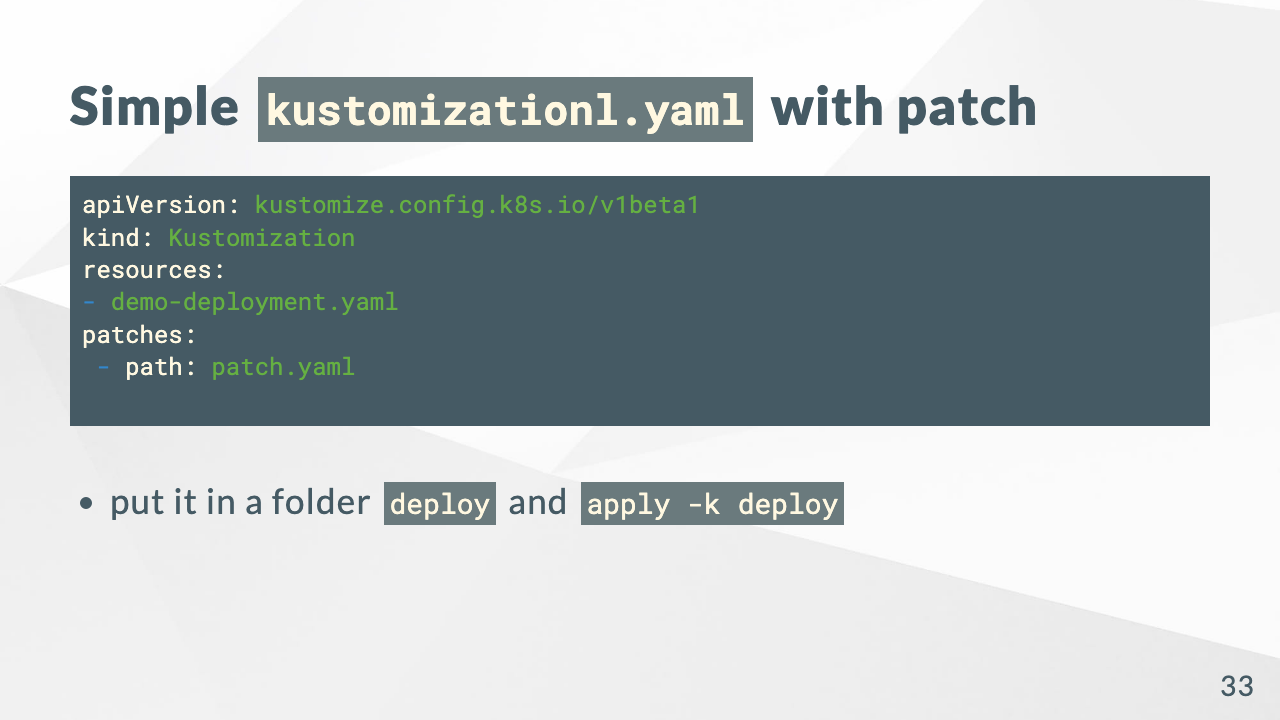 Simple kustomization1.yaml with patch
apiVersion: kustomize.config.k8s.io/v1beta1
kind: Kustomization
resources:
- demo-deployment.yaml
patches:
 - path: patch.yaml
• put it in a folder deploy and apply -k deploy
33